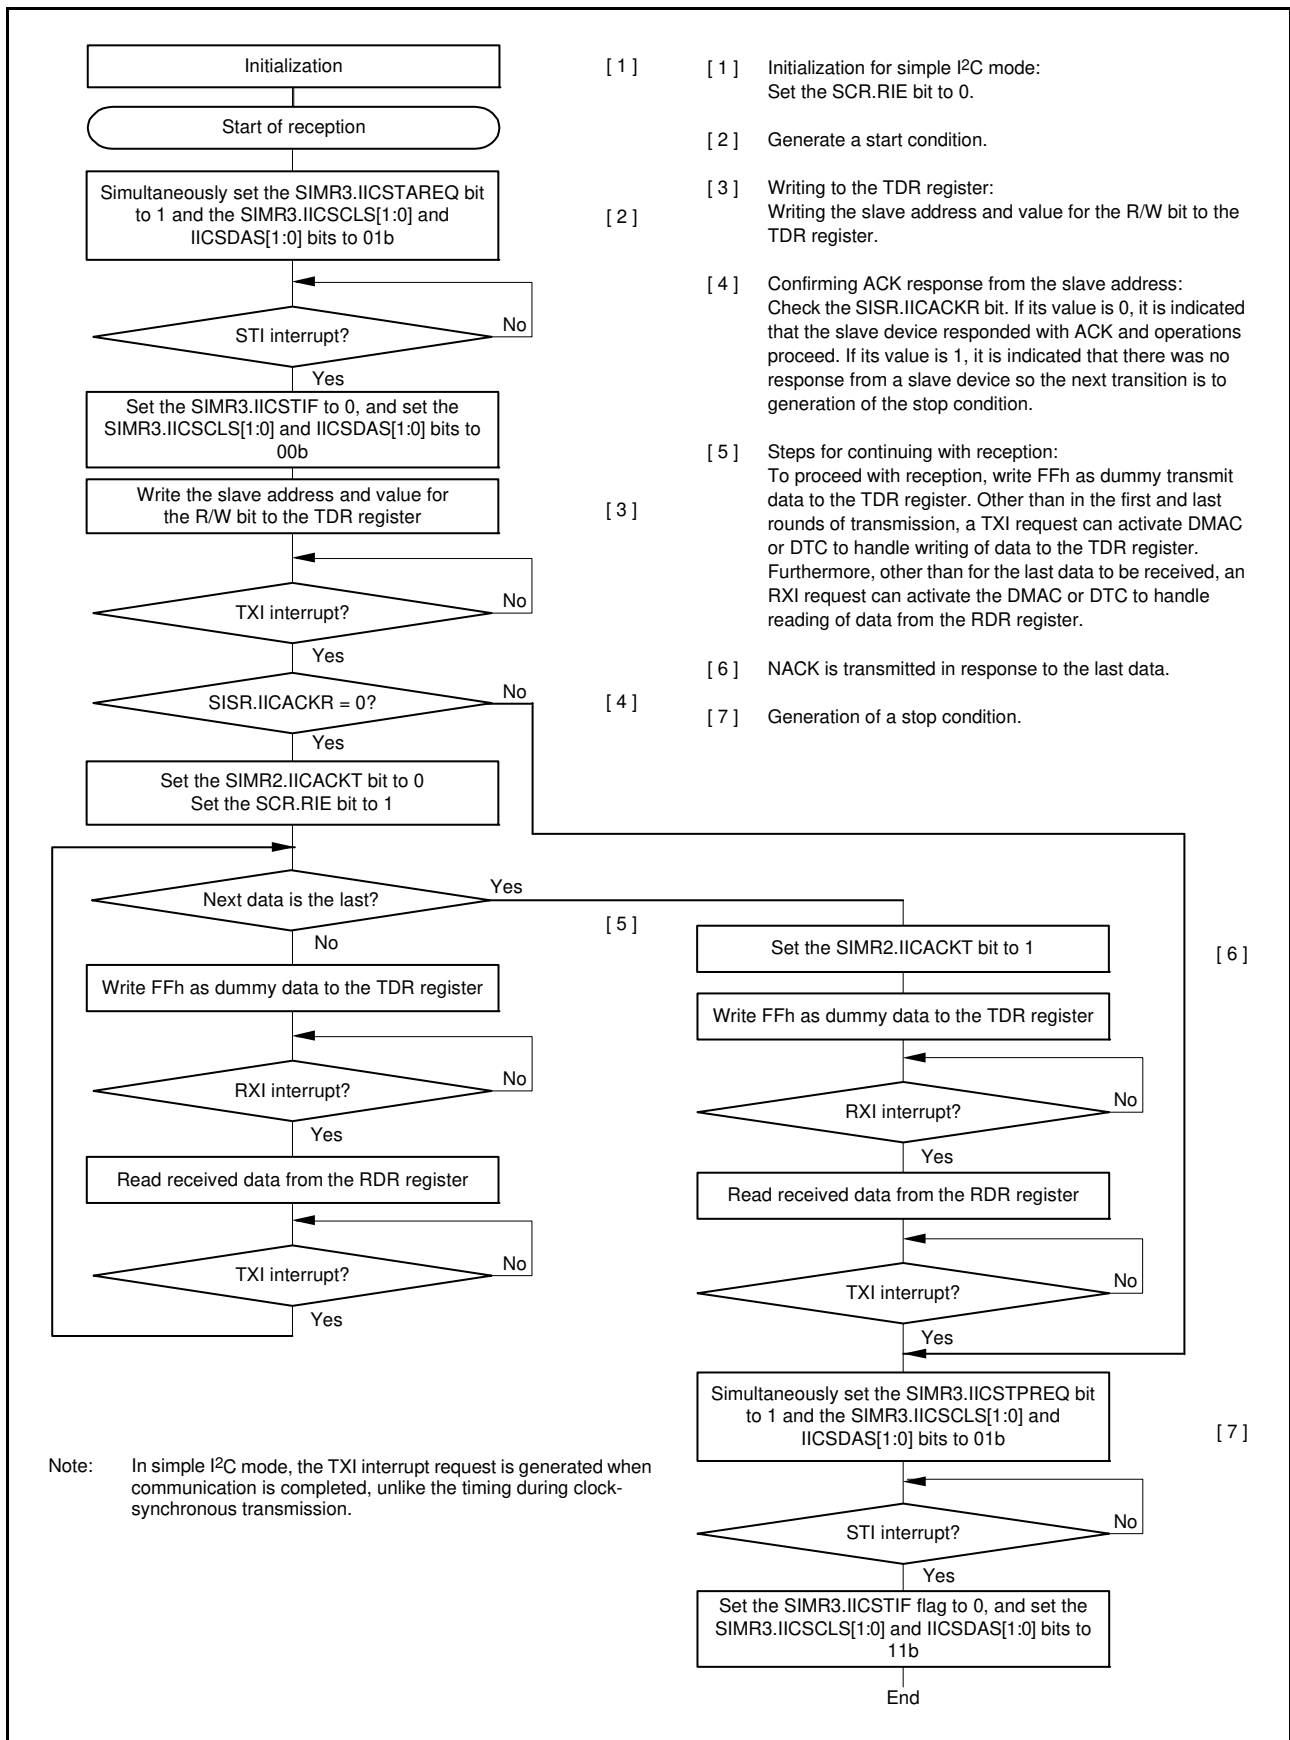 Initialization
[ 1 ]
Start of reception
Simultaneously set the SIMR3.IICSTAREQ bit
to 1 and the SIMR3.IICSCLS[1:0] and
IICSDAS[1:0] bits to 01b
[ 2 ]
STI interrupt?
No
Yes
Set the SIMR3.IICSTIF to 0, and set the
SIMR3.IICSCLS[1:0] and IICSDAS[1:0] bits to
00b
Write the slave address and value for
the R/W bit to the TDR register
[ 3 ]
TXI interrupt?
No
Yes
SISR.IICACKR = 0?
No
[ 4 ]
Yes
Set the SIMR2.IICACKT bit to 0
Set the SCR.RIE bit to 1
Next data is the last?
Yes
[ 5 ]
No
Write FFh as dummy data to the TDR register
RXI interrupt?
No
Yes
Read received data from the RDR register
TXI interrupt?
No
Yes
[ 1 ] Initialization for simple I2C mode:
Set the SCR.RIE bit to 0.
[ 2 ] Generate a start condition.
[ 3 ] Writing to the TDR register:
Writing the slave address and value for the R/W bit to the
TDR register.
[ 4 ] Confirming ACK response from the slave address:
Check the SISR.IICACKR bit. If its value is 0, it is indicated
that the slave device responded with ACK and operations
proceed. If its value is 1, it is indicated that there was no
response from a slave device so the next transition is to
generation of the stop condition.
[ 5 ] Steps for continuing with reception:
To proceed with reception, write FFh as dummy transmit
data to the TDR register. Other than in the first and last
rounds of transmission, a TXI request can activate DMAC
or DTC to handle writing of data to the TDR register.
Furthermore, other than for the last data to be received, an
RXI request can activate the DMAC or DTC to handle
reading of data from the RDR register.
[ 6 ] NACK is transmitted in response to the last data.
[ 7 ] Generation of a stop condition.
Set the SIMR2.IICACKT bit to 1
[ 6 ]
Write FFh as dummy data to the TDR register
RXI interrupt?
No
Yes
Read received data from the RDR register
TXI interrupt?
No
Yes
Simultaneously set the SIMR3.IICSTPREQ bit
to 1 and the SIMR3.IICSCLS[1:0] and
IICSDAS[1:0] bits to 01b
[ 7 ]
STI interrupt?
No
Yes
Set the SIMR3.IICSTIF flag to 0, and set the
SIMR3.IICSCLS[1:0] and IICSDAS[1:0] bits to
11b
End
Note: In simple I2C mode, the TXI interrupt request is generated when
communication is completed, unlike the timing during clock-
synchronous transmission.